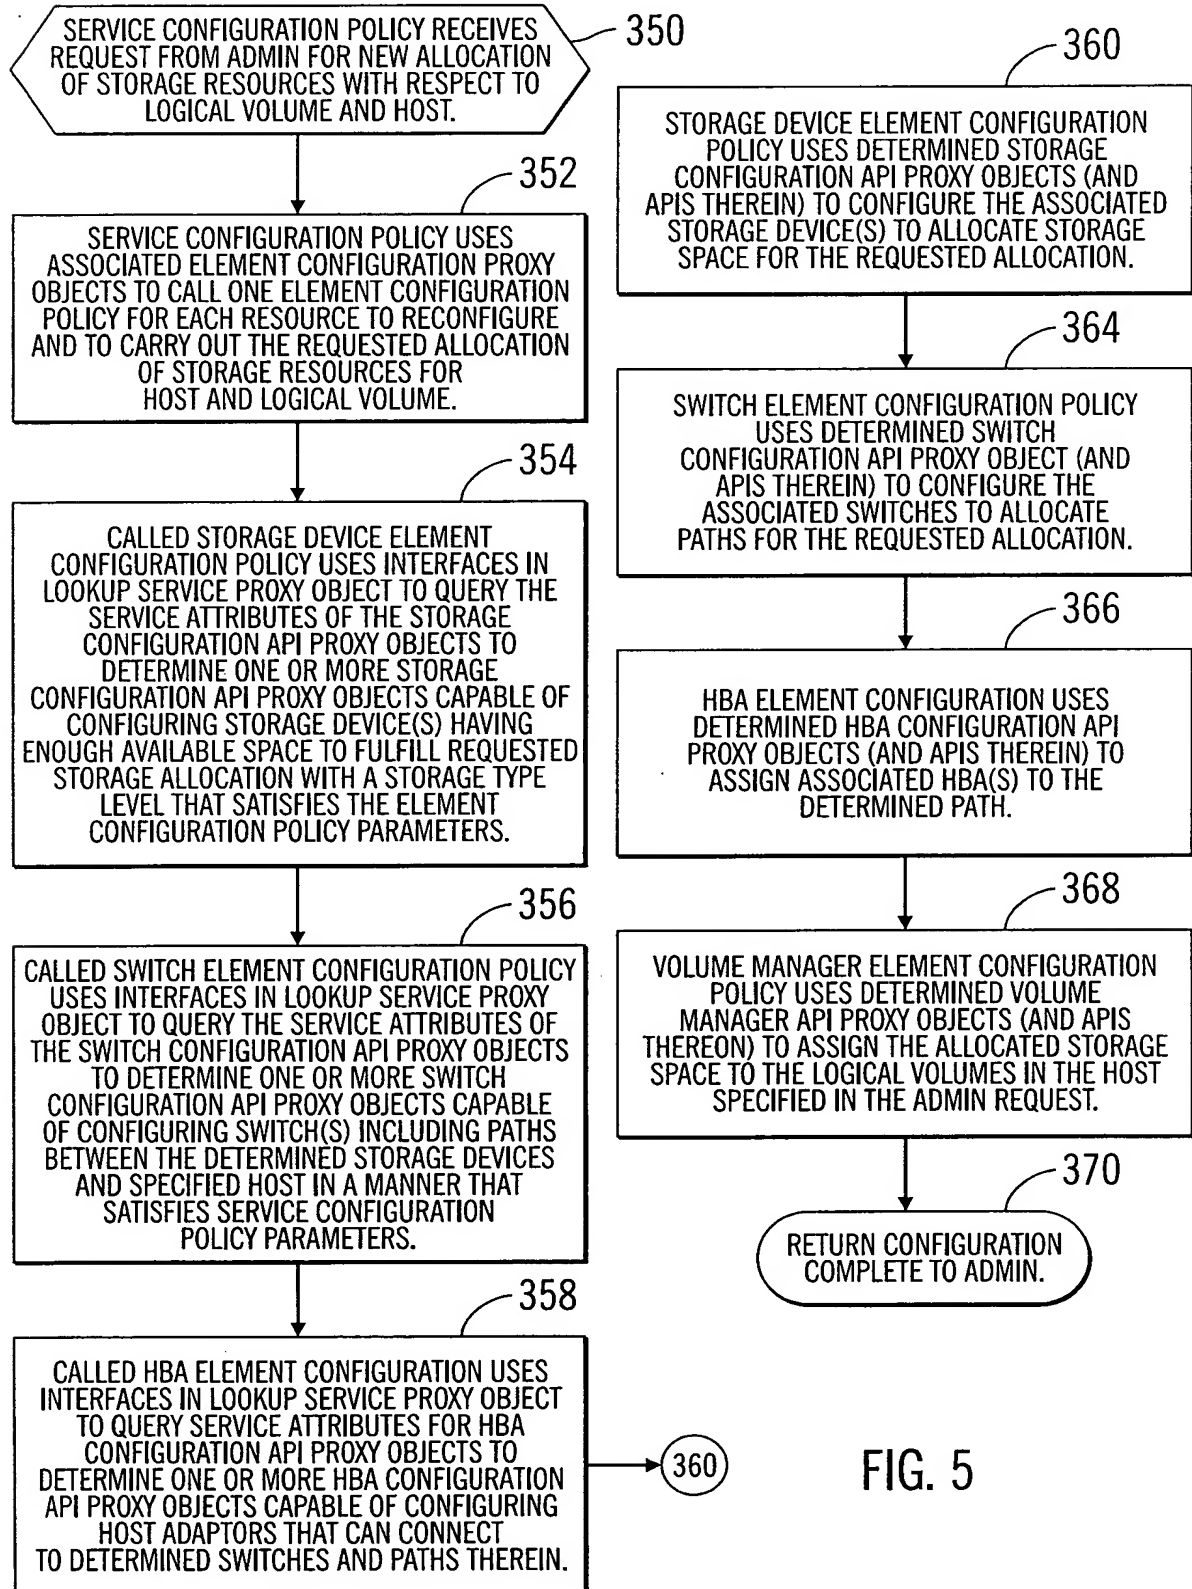 350
SERVICE CONFIGURATION POLICY RECEIVES
REQUEST FROM ADMIN FOR NEW ALLOCATION
OF STORAGE RESOURCES WITH RESPECT TO
LOGICAL VOLUME AND HOST.
352
SERVICE CONFIGURATION POLICY USES
ASSOCIATED ELEMENT CONFIGURATION PROXY
OBJECTS TO CALL ONE ELEMENT CONFIGURATION
POLICY FOR EACH RESOURCE TO RECONFIGURE
AND TO CARRY OUT THE REQUESTED ALLOCATION
OF STORAGE RESOURCES FOR
HOST AND LOGICAL VOLUME.
354
CALLED STORAGE DEVICE ELEMENT
CONFIGURATION POLICY USES INTERFACES IN
LOOKUP SERVICE PROXY OBJECT TO QUERY THE
SERVICE ATTRIBUTES OF THE STORAGE
CONFIGURATION API PROXY OBJECTS TO
DETERMINE ONE OR MORE STORAGE
CONFIGURATION API PROXY OBJECTS CAPABLE OF
CONFIGURING STORAGE DEVICE(S) HAVING
ENOUGH AVAILABLE SPACE TO FULFILL REQUESTED
STORAGE ALLOCATION WITH A STORAGE TYPE
LEVEL THAT SATISFIES THE ELEMENT
CONFIGURATION POLICY PARAMETERS.
356
CALLED SWITCH ELEMENT CONFIGURATION POLICY
USES INTERFACES IN LOOKUP SERVICE PROXY
OBJECT TO QUERY THE SERVICE ATTRIBUTES OF
THE SWITCH CONFIGURATION API PROXY OBJECTS
TO DETERMINE ONE OR MORE SWITCH
CONFIGURATION API PROXY OBJECTS CAPABLE
OF CONFIGURING SWITCH(S) INCLUDING PATHS
BETWEEN THE DETERMINED STORAGE DEVICES
AND SPECIFIED HOST IN A MANNER THAT
SATISFIES SERVICE CONFIGURATION
POLICY PARAMETERS.
358
CALLED HBA ELEMENT CONFIGURATION USES
INTERFACES IN LOOKUP SERVICE PROXY OBJECT
TO QUERY SERVICE ATTRIBUTES FOR HBA
CONFIGURATION API PROXY OBJECTS TO
DETERMINE ONE OR MORE HBA CONFIGURATION
API PROXY OBJECTS CAPABLE OF CONFIGURING
HOST ADAPTORS THAT CAN CONNECT
TO DETERMINED SWITCHES AND PATHS THEREIN.
360
360
STORAGE DEVICE ELEMENT CONFIGURATION
POLICY USES DETERMINED STORAGE
CONFIGURATION API PROXY OBJECTS (AND
APIS THEREIN) TO CONFIGURE THE ASSOCIATED
STORAGE DEVICE(S) TO ALLOCATE STORAGE
SPACE FOR THE REQUESTED ALLOCATION.
364
SWITCH ELEMENT CONFIGURATION POLICY
USES DETERMINED SWITCH
CONFIGURATION API PROXY OBJECT (AND
APIS THEREIN) TO CONFIGURE THE
ASSOCIATED SWITCHES TO ALLOCATE
PATHS FOR THE REQUESTED ALLOCATION.
366
HBA ELEMENT CONFIGURATION USES
DETERMINED HBA CONFIGURATION API
PROXY OBJECTS (AND APIS THEREIN) TO
ASSIGN ASSOCIATED HBA(S) TO THE
DETERMINED PATH.
368
VOLUME MANAGER ELEMENT CONFIGURATION
POLICY USES DETERMINED VOLUME
MANAGER API PROXY OBJECTS (AND APIS
THEREON) TO ASSIGN THE ALLOCATED STORAGE
SPACE TO THE LOGICAL VOLUMES IN THE HOST
SPECIFIED IN THE ADMIN REQUEST.
370
RETURN CONFIGURATION
COMPLETE TO ADMIN.
FIG. 5